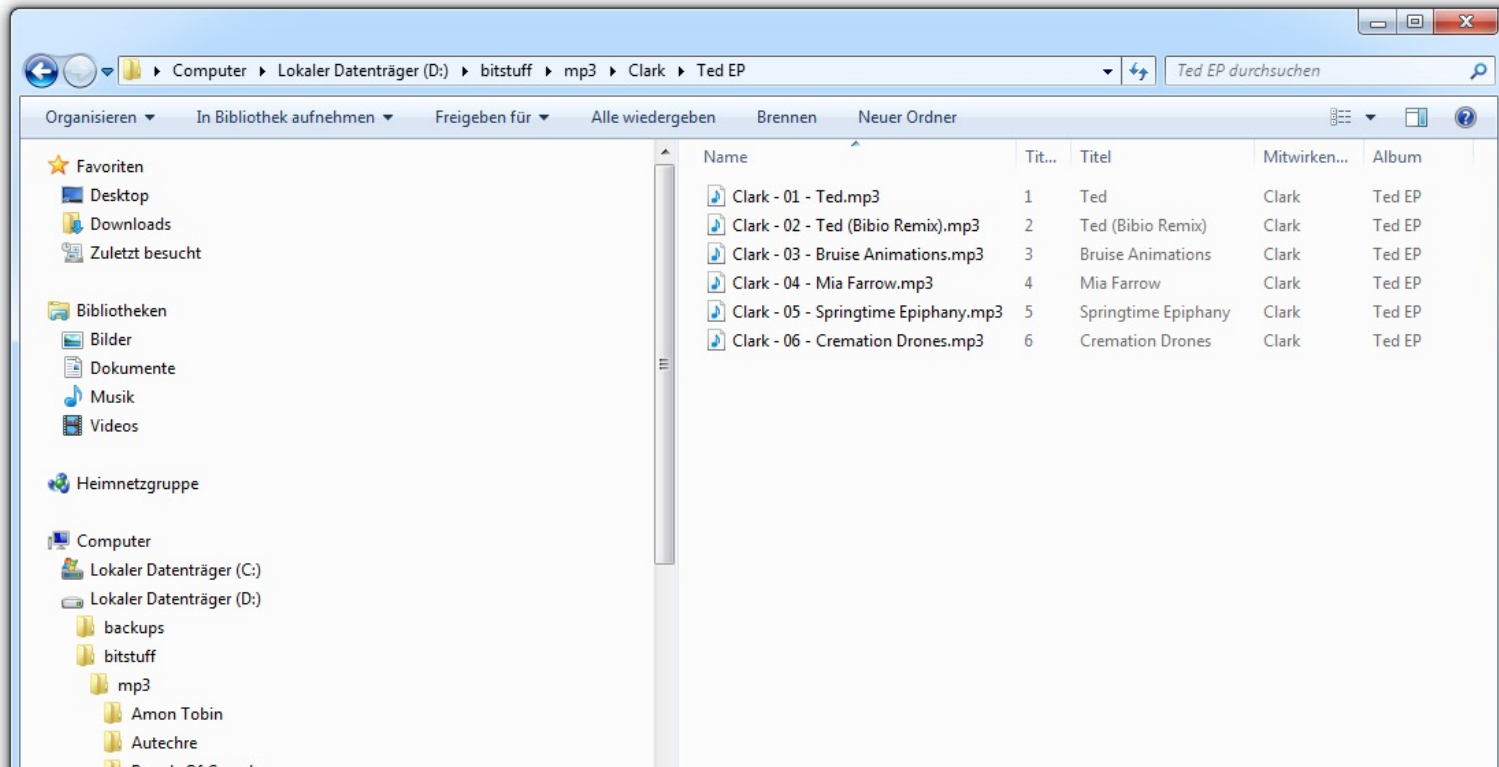 Computer ▸ Lokaler Datenträger (D:) ▸ bitstuff ▸ mp3 ▸ Clark ▸ Ted EP
Ted EP durchsuchen
Organisieren In Bibliothek aufnehmen Freigeben für Alle wiedergeben Brennen Neuer Ordner
Favoriten
Desktop
Downloads
Zuletzt besucht
Bibliotheken
Bilder
Dokumente
Musik
Videos
Heimnetzgruppe
Computer
Lokaler Datenträger (C:)
Lokaler Datenträger (D:)
backups
bitstuff
mp3
Amon Tobin
Autechre
Name Tit... Titel Mitwirken... Album
Clark - 01 - Ted.mp3 1 Ted Clark Ted EP
Clark - 02 - Ted (Bibio Remix).mp3 2 Ted (Bibio Remix) Clark Ted EP
Clark - 03 - Bruise Animations.mp3 3 Bruise Animations Clark Ted EP
Clark - 04 - Mia Farrow.mp3 4 Mia Farrow Clark Ted EP
Clark - 05 - Springtime Epiphany.mp3 5 Springtime Epiphany Clark Ted EP
Clark - 06 - Cremation Drones.mp3 6 Cremation Drones Clark Ted EP